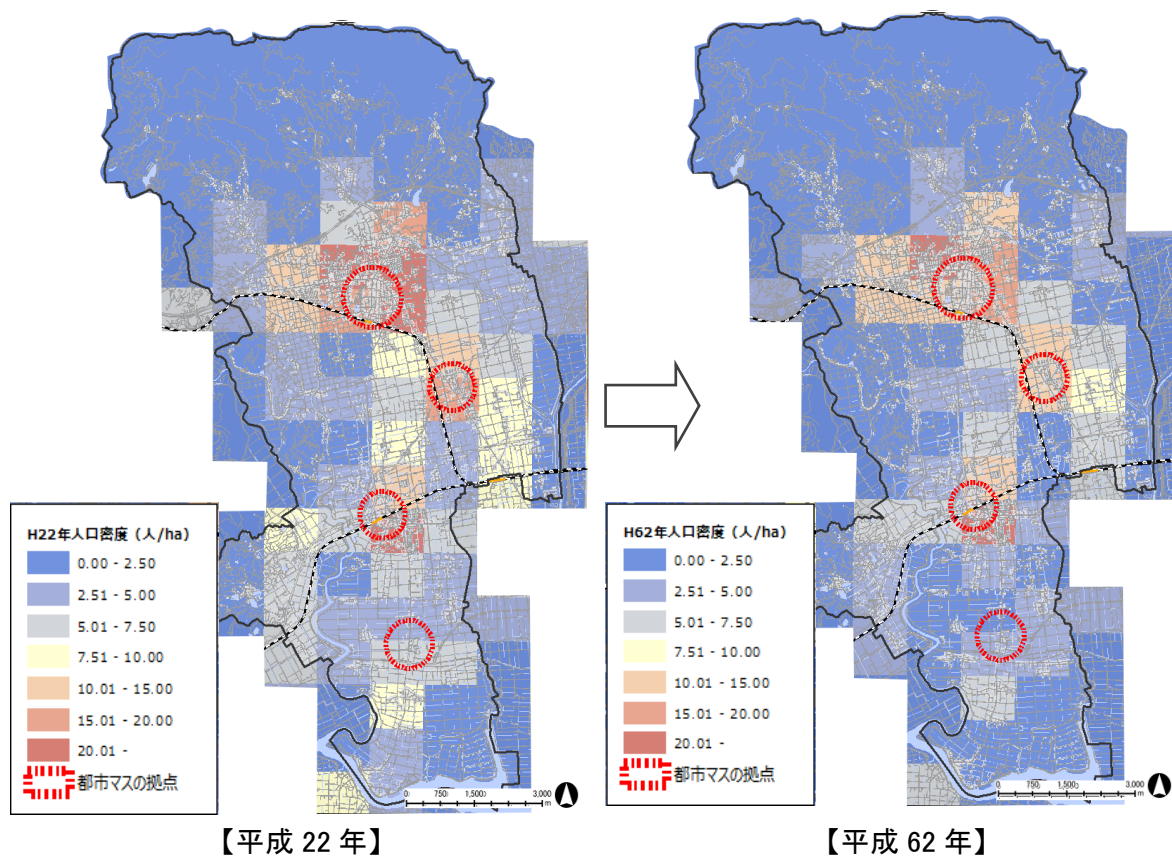 H22年人口密度（人/ha）
0.00 - 2.50
2.51 - 5.00
5.01 - 7.50
7.51 - 10.00
10.01 - 15.00
15.01 - 20.00
20.01 -
都市マスの拠点
0 750 1,500 3,000
m
【平成 22 年】
H62年人口密度（人/ha）
0.00 - 2.50
2.51 - 5.00
5.01 - 7.50
7.51 - 10.00
10.01 - 15.00
15.01 - 20.00
20.01 -
都市マスの拠点
0 750 1,500 3,000
m
【平成 62 年】